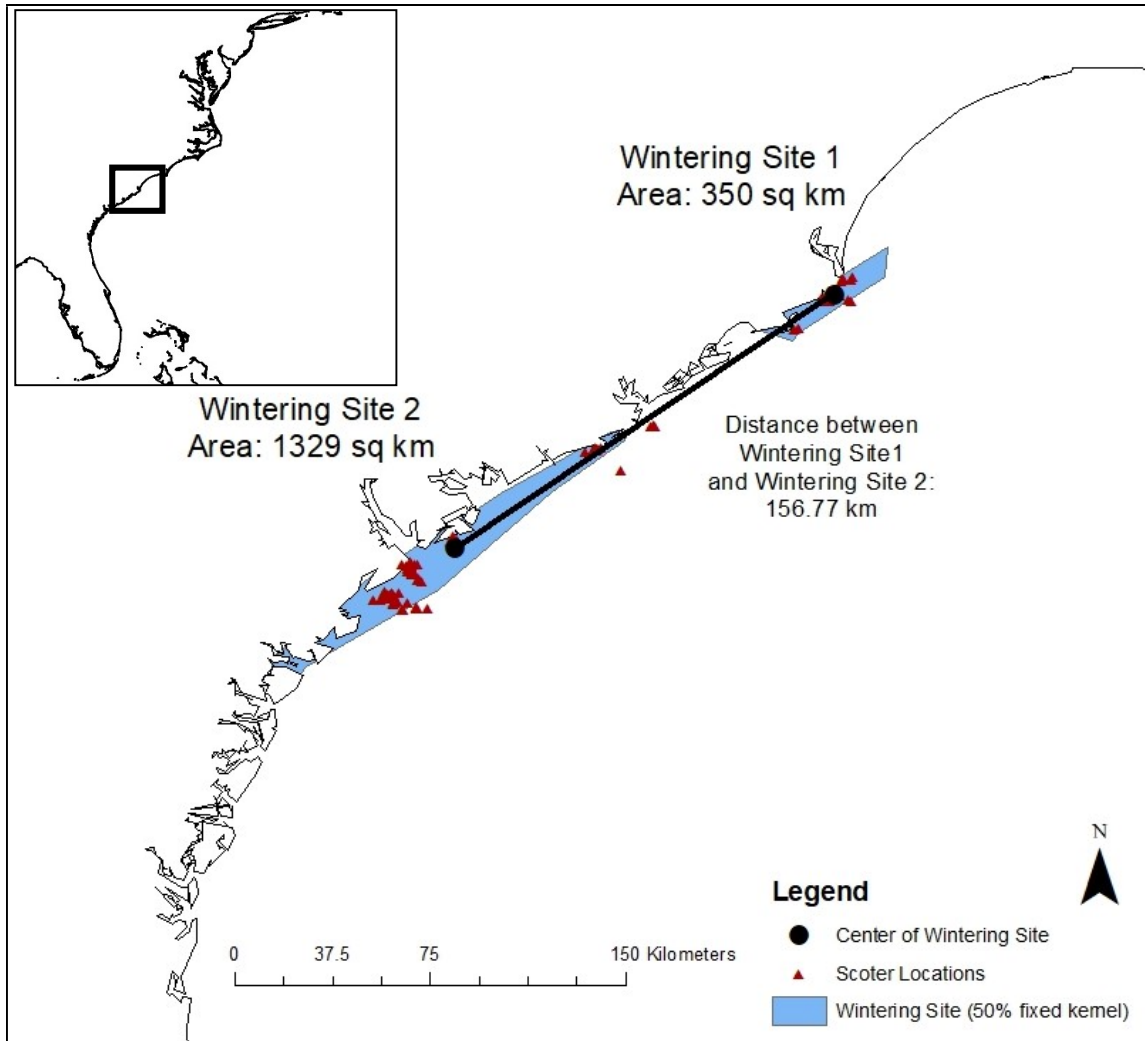 Wintering Site 1
Area: 350 sq km
Wintering Site 2
Area: 1329 sq km
Distance between
Wintering Site1
and Wintering Site 2:
156.77 km
N
Legend
Center of Wintering Site
Scoter Locations
Wintering Site (50% fixed kernel)
0 37.5 75 150 Kilometers